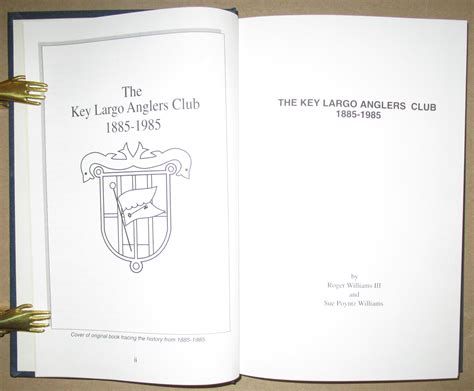 The
Key Largo Anglers Club
1885-1985
Cover of original book tracing the history from 1885-1985.
ii
THE KEY LARGO ANGLERS CLUB
1885-1985
by
Roger Williams III
and
Sue Poyntz Williams